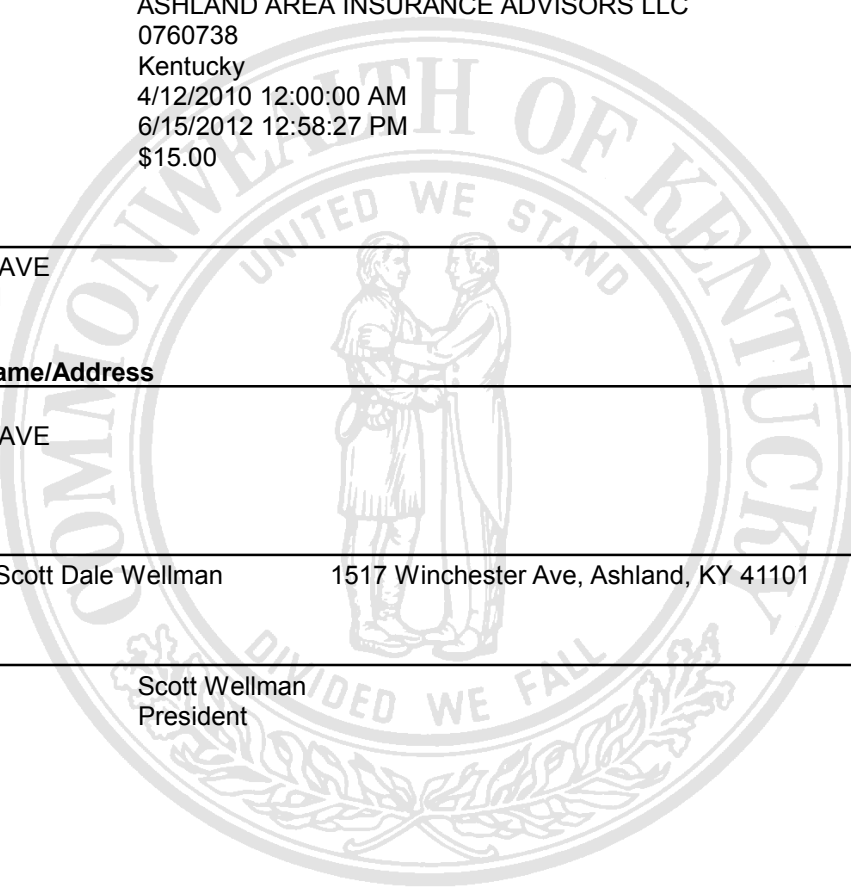 ASHLAND AREA INSURANCE ADVISORS LLC
0760738
Kentucky
4/12/2010 12:00:00 AM
6/15/2012 12:58:27 PM
$15.00
AVE
ame/Address
AVE
Scott Dale Wellman 1517 Winchester Ave, Ashland, KY 41101
Scott Wellman
President
COMMONWEALTH OF KENTUCKY
UNITED WE STAND
DIVIDED WE FALL